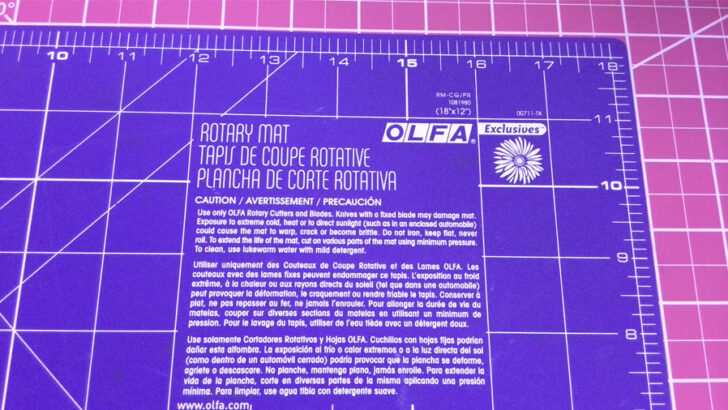 0°
10 11 12 13 14 15 16 17 18
RM-CG/PR
1081980
(18"x12")
00711-TK
11
ROTARY MAT
OLFA® Exclusives™
TAPIS DE COUPE ROTATIVE
PLANCHA DE CORTE ROTATIVA
10
CAUTION / AVERTISSEMENT / PRECAUCIÓN
Use only OLFA Rotary Cutters and Blades. Knives with a fixed blade may damage mat.
Exposure to extreme cold, heat or to direct sunlight (such as in an enclosed automobile)
could cause the mat to warp, crack or become brittle. Do not iron, keep flat, never
roll. To extend the life of the mat, cut on various parts of the mat using minimum pressure.
To clean, use lukewarm water with mild detergent.
9
Utiliser uniquement des Couteaux de Coupe Rotative et des Lames OLFA. Les
couteaux avec des lames fixes peuvent endommager ce tapis. L'exposition au froid
extrême, à la chaleur ou aux rayons directs du soleil (tel que dans une automobile)
peut provoquer la déformation, le craquement ou rendre friable le tapis. Conserver à
plat, ne pas repasser au fer, ne jamais l'enrouler. Pour allonger la durée de vie du
matelas, couper sur diverses sections du mateias en utilisant un minimum de
pression. Pour le lavage du tapis, utiliser de l'eau tiède avec un détergent doux.
8
Use solamente Cortadores Rotativos y Hojas OLFA. Cuchillos con hojas fijas podrían
dañar esta alfombra. La exposición al frío o calor extremos o a la luz directa del sol
(como dentro de un automóvil cerrado) podría provocar que la plancha se deforme,
agriete o descascare. No planche, mantenga plano, jamás enrolle. Para extender la
vida de la plancha, corte en diversas partes de la misma aplicando una presión
mínima. Para limpiar, use agua tibia con detergente suave.
www.olfa.com